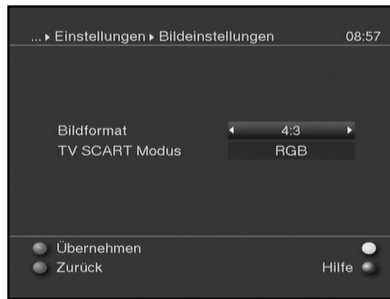 ... ▸ Einstellungen ▸ Bildeinstellungen 08:57
Bildformat 4:3
TV SCART Modus RGB
Übernehmen
Zurück Hilfe